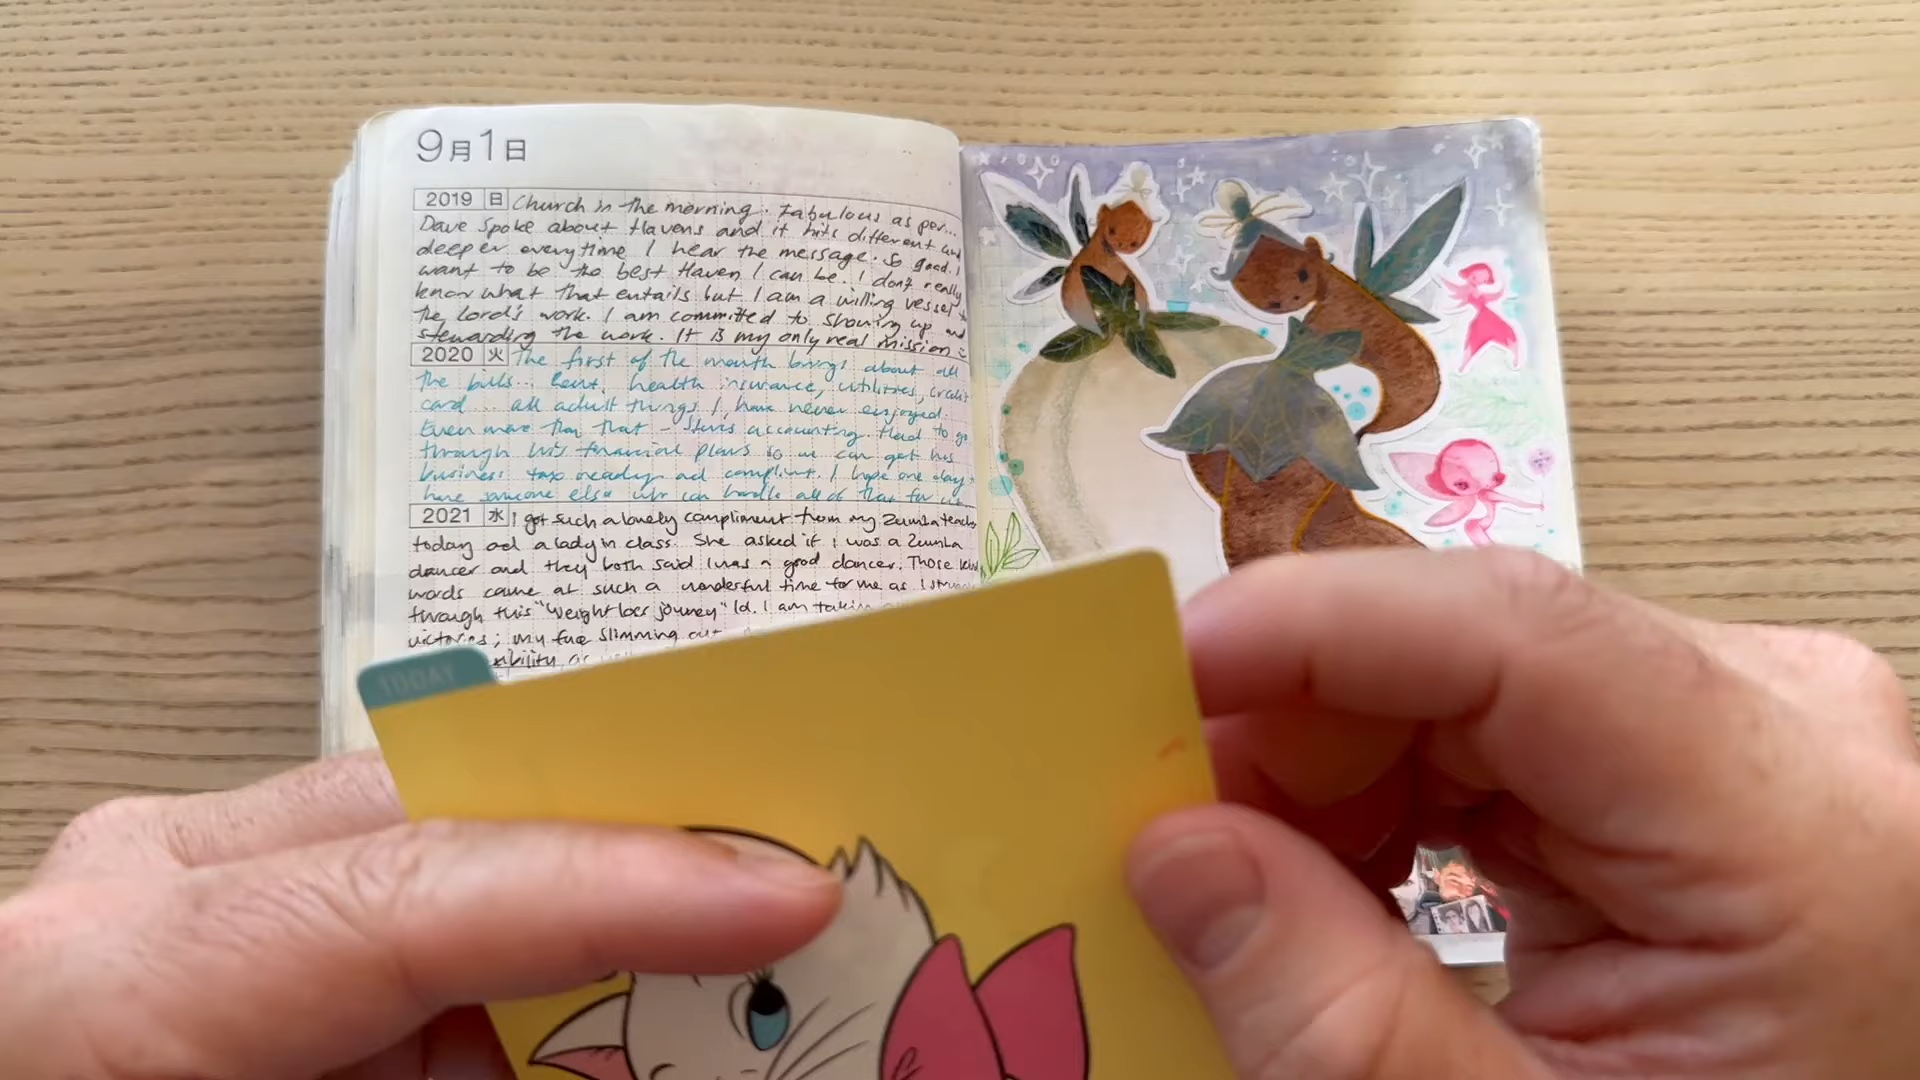 9月1日
2019 日 Church in the morning. Fabulous as per...
Dave spoke about Havens and it hits different and
deeper everytime I hear the message. So good. I
want to be the best Haven I can be. I don't really
know what that entails but I am a willing vessel
the Lord's work. I am committed to showing up and
stewarding the work. It is my only real mission
2020 火 The first of the month brings about all
the bills... Rent, health insurance, utilities, credit
card... all adult things I have never enjoyed.
Even more than that - accounting. Had to go
through his financial plans so we can get his
business tax ready and compliant. I hope one day
have someone else who can handle all of that for us
2021 水 I got such a lovely compliment from my Zumba teacher
today and a lady in class. She asked if I was a Zumba
dancer and they both said I was a good dancer. Those kind
words came at such a wonderful time for me as I
through this "weight loss journey" lol. I am taking
victories; my face slimming out
as
TODAY